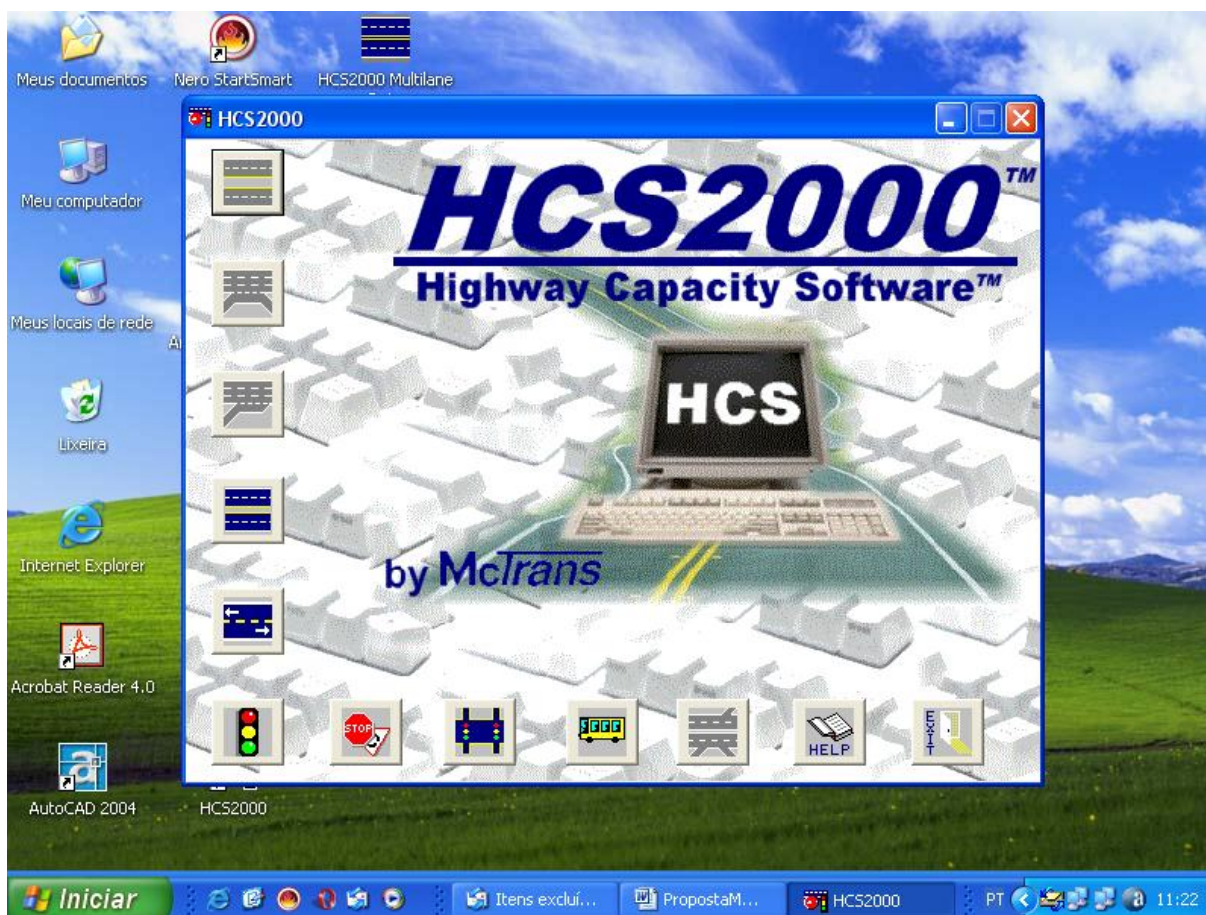 Meus documentos
Nero StartSmart
HCS2000 Multilane
HCS2000
Meu computador
Meus locais de rede
Lixeira
Internet Explorer
Acrobat Reader 4.0
AutoCAD 2004
HCS2000
HCS2000™
Highway Capacity Software™
HCS
by McTrans
STOP
HELP
EXIT
Iniciar
Itens excluí...
PropostaM...
HCS2000
PT
11:22